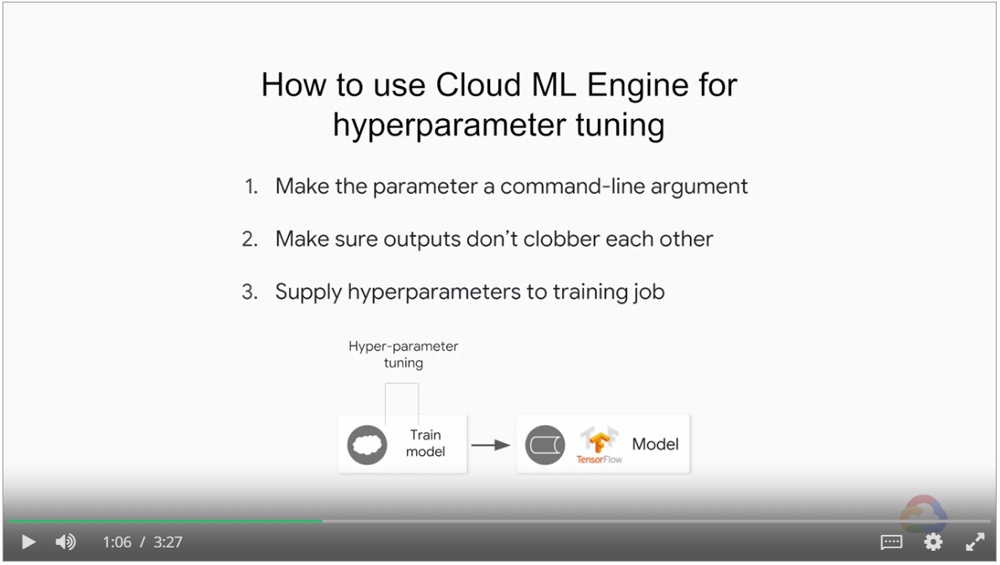 How to use Cloud ML Engine for
hyperparameter tuning
1. Make the parameter a command-line argument
2. Make sure outputs don’t clobber each other
3. Supply hyperparameters to training job
Hyper-parameter
tuning
Train
model
TensorFlow
Model
1:06 / 3:27